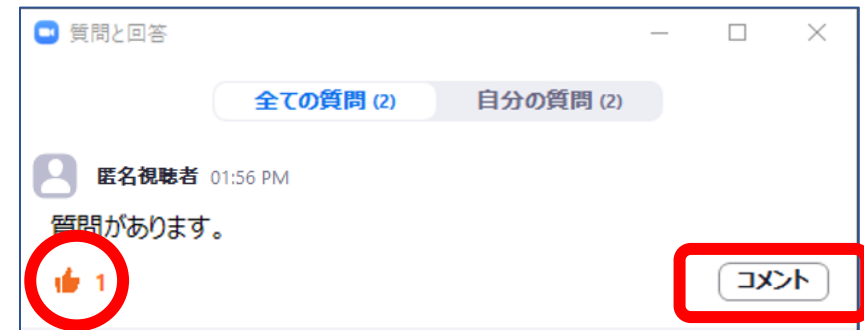 質問と回答
全ての質問 (2) 自分の質問 (2)
匿名視聴者 01:56 PM
質問があります。
1 コメント